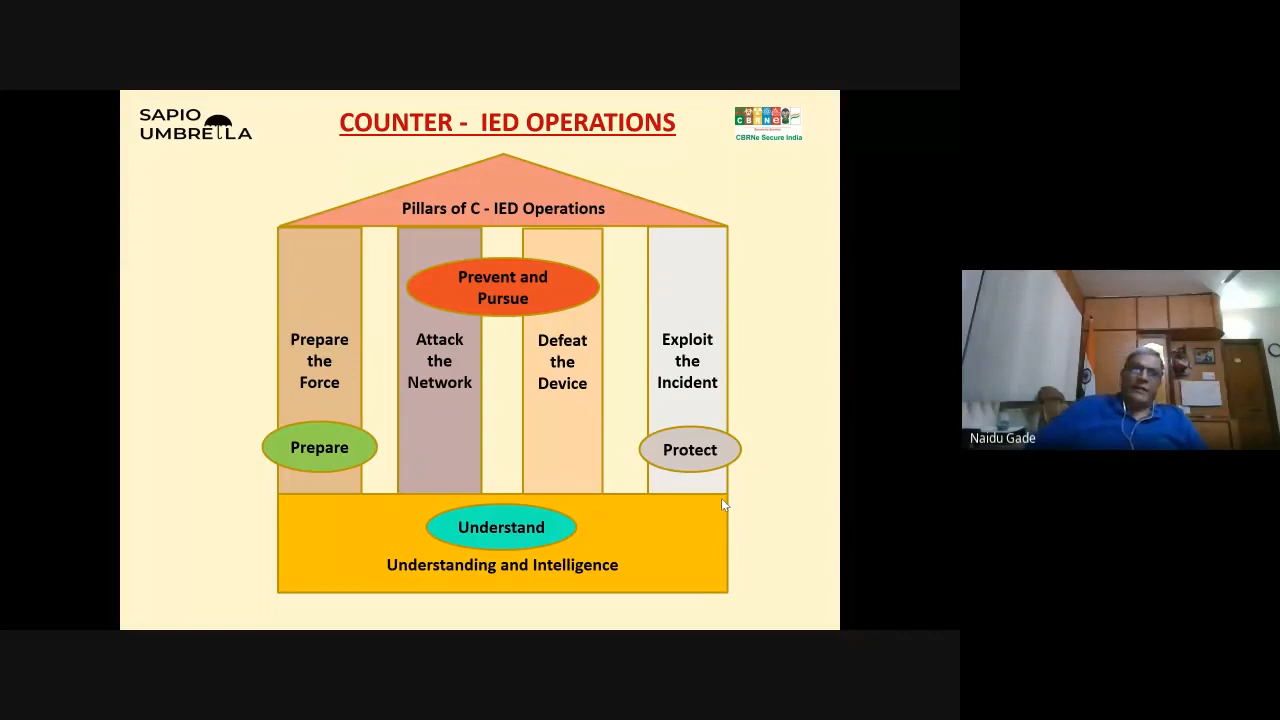 SAPIO
UMBRELLA
COUNTER - IED OPERATIONS
CBRNe
CBRNe Secure India
Pillars of C - IED Operations
Prevent and
Pursue
Prepare
the
Force
Attack
the
Network
Defeat
the
Device
Exploit
the
Incident
Prepare
Protect
Understand
Understanding and Intelligence
Naidu Gade